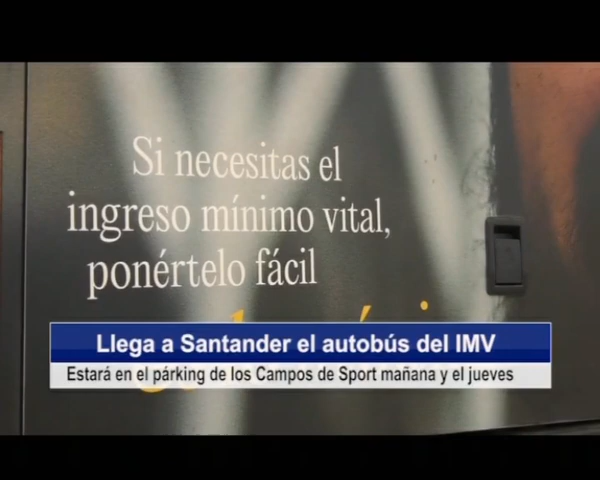 Si necesitas el
ingreso mínimo vital,
ponértelo fácil
Llega a Santander el autobús del IMV
Estará en el párking de los Campos de Sport mañana y el jueves